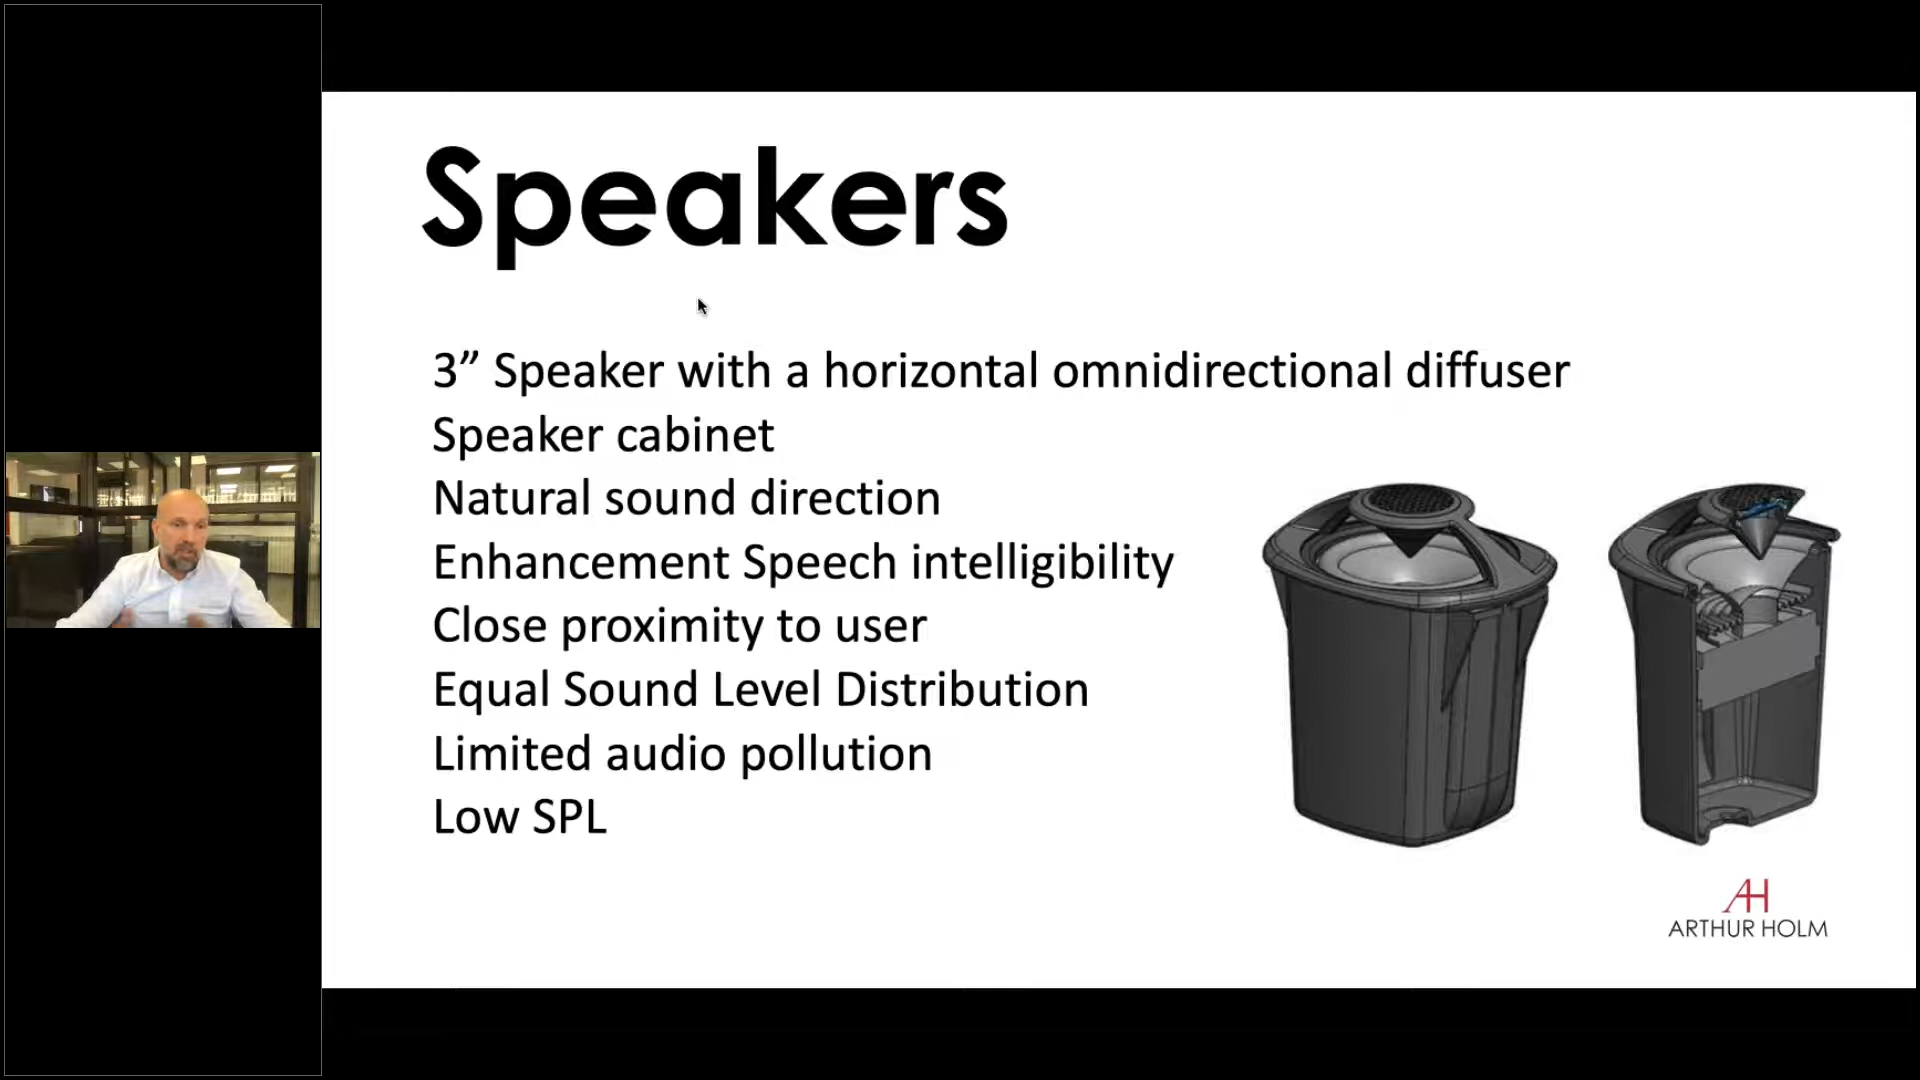 Speakers
3” Speaker with a horizontal omnidirectional diffuser
Speaker cabinet
Natural sound direction
Enhancement Speech intelligibility
Close proximity to user
Equal Sound Level Distribution
Limited audio pollution
Low SPL
AH
ARTHUR HOLM